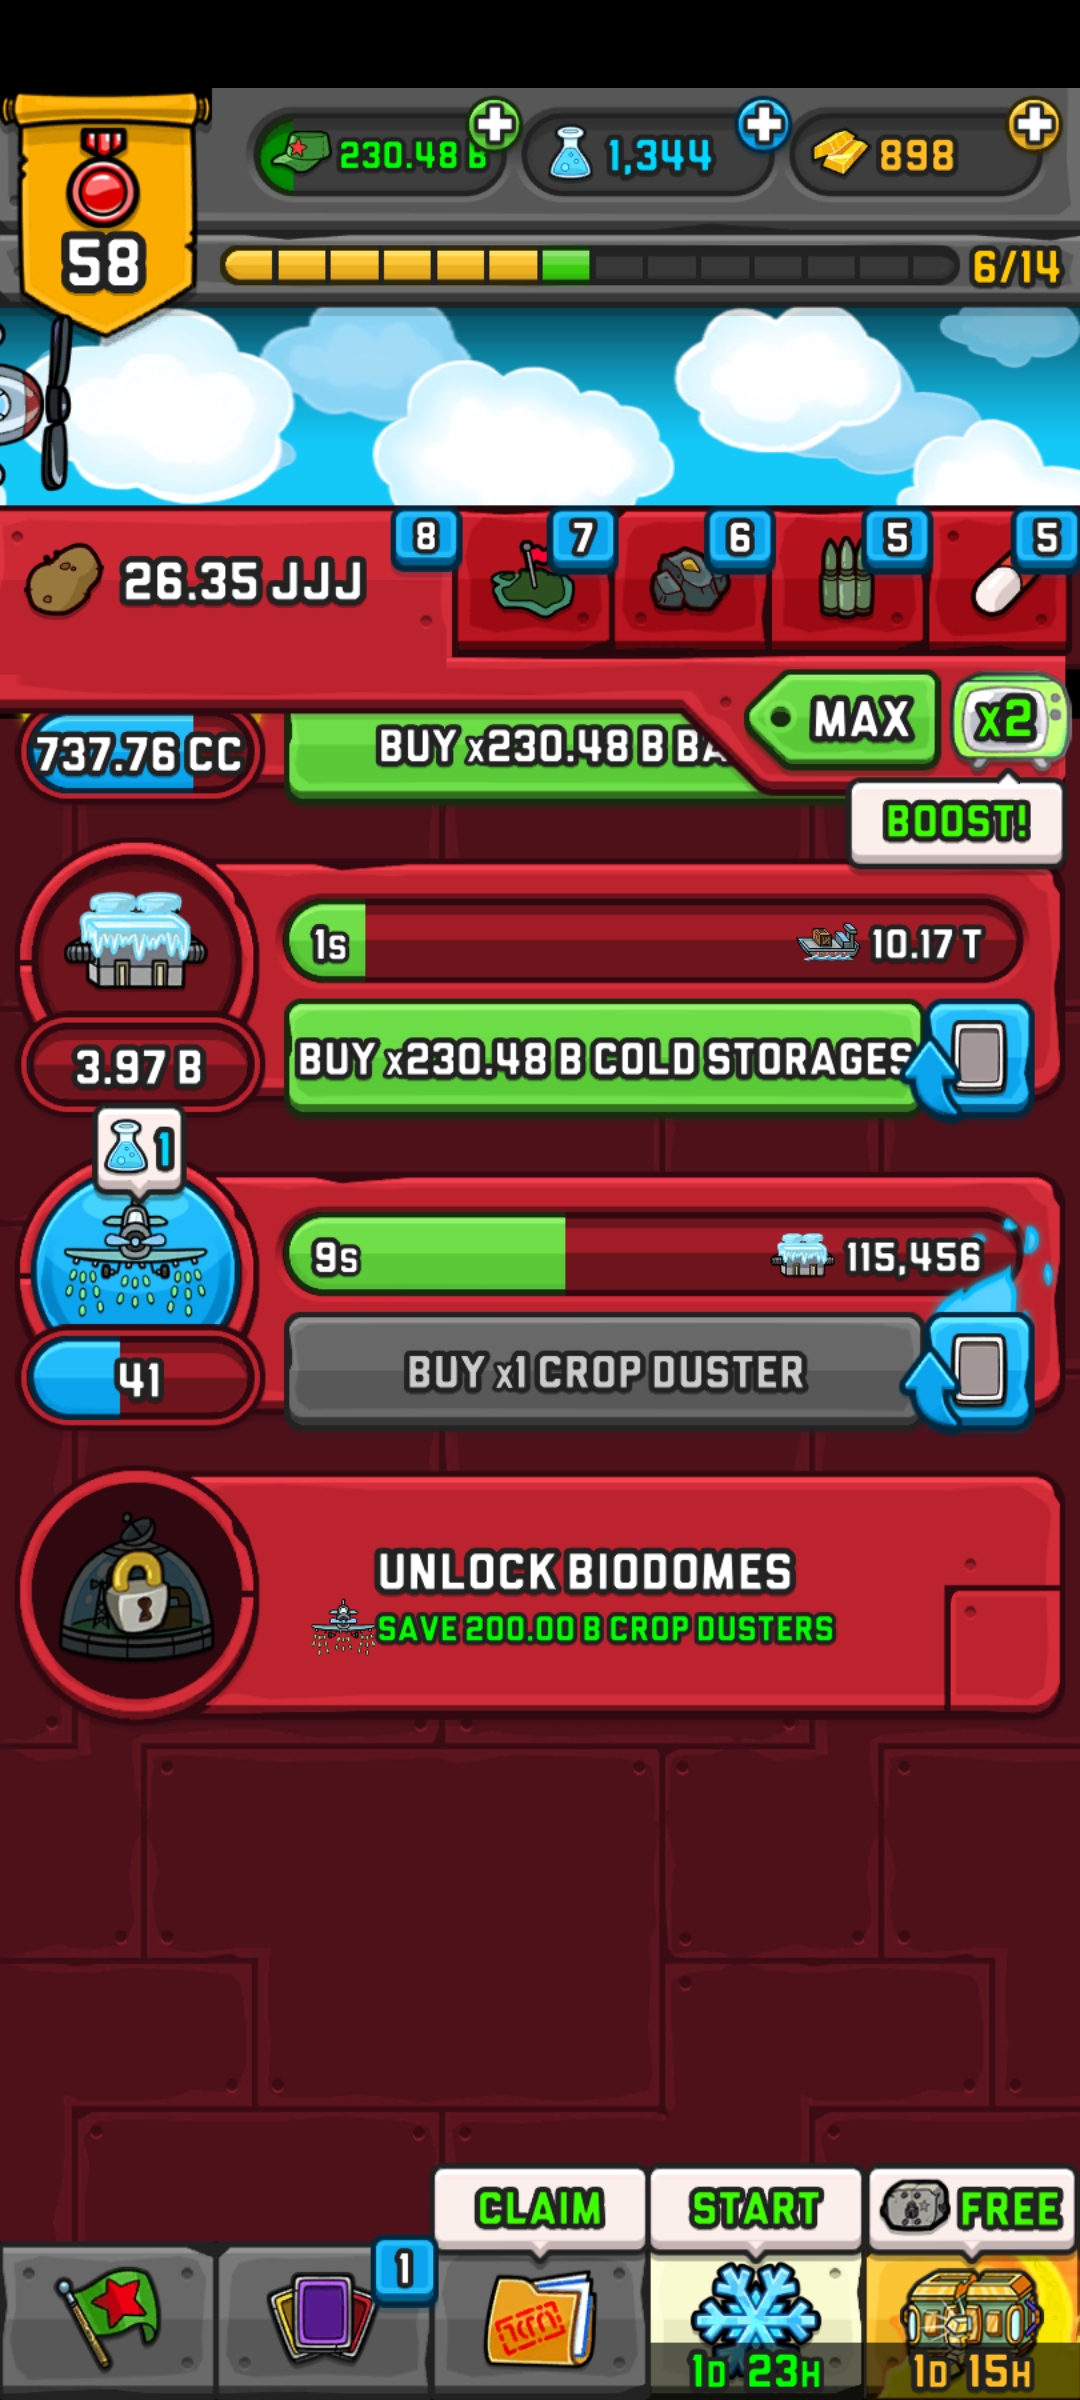 230.48 B
1,344
898
58
6/14
26.35 JJJ
8
7
6
5
5
MAX
x2
BOOST!
737.76 CC
BUY x230.48 B BA
1s
10.17 T
3.97 B
BUY x230.48 B COLD STORAGES
1
9s
115,456
41
BUY x1 CROP DUSTER
UNLOCK BIODOMES
SAVE 200.00 B CROP DUSTERS
CLAIM
START
FREE
1
1D 23H
1D 15H